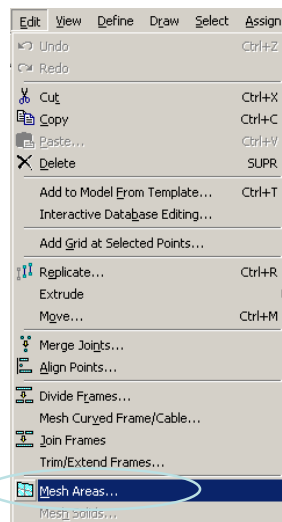 Edit View Define Draw Select Assign
Undo Ctrl+Z
Redo
Cut Ctrl+X
Copy Ctrl+C
Paste... Ctrl+V
Delete SUPR
Add to Model From Template... Ctrl+T
Interactive Database Editing...
Add Grid at Selected Points...
Replicate... Ctrl+R
Extrude
Move... Ctrl+M
Merge Joints...
Align Points...
Divide Frames...
Mesh Curved Frame/Cable...
Join Frames
Trim/Extend Frames...
Mesh Areas...
Mesh Solids...